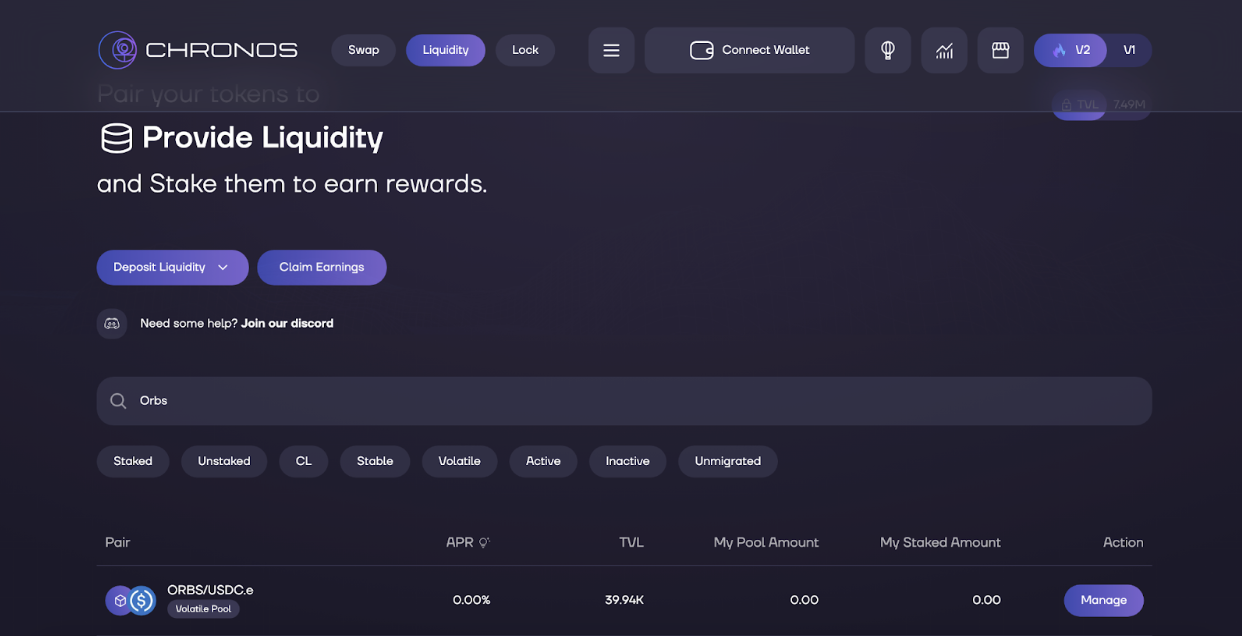 CHRONOS
Swap
Liquidity
Lock
Connect Wallet
V2
V1
Pair your tokens to
TVL 7.49M
Provide Liquidity
and Stake them to earn rewards.
Deposit Liquidity
Claim Earnings
Need some help? Join our discord
Orbs
Staked
Unstaked
CL
Stable
Volatile
Active
Inactive
Unmigrated
Pair APR TVL My Pool Amount My Staked Amount Action
ORBS/USDC.e
Volatile Pool
0.00% 39.94K 0.00 0.00 Manage